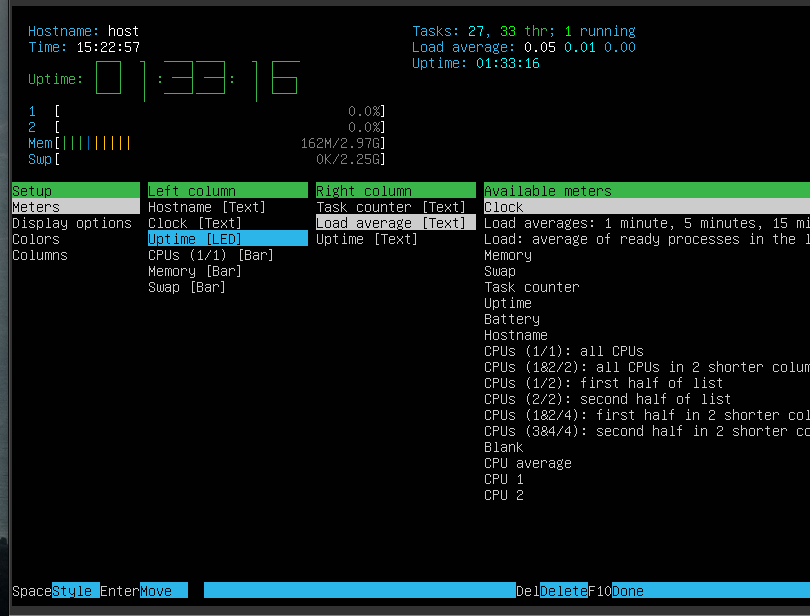 Hostname: host
Time: 15:22:57
Uptime: 01:33:16
1 [ 0.0%]
2 [ 0.0%]
Mem[||||||||| 162M/2.97G]
Swp[ 0K/2.25G]
Tasks: 27, 33 thr; 1 running
Load average: 0.05 0.01 0.00
Uptime: 01:33:16
Setup
Meters
Display options
Colors
Columns
Left column
Hostname [Text]
Clock [Text]
Uptime [LED]
CPUs (1/1) [Bar]
Memory [Bar]
Swap [Bar]
Right column
Task counter [Text]
Load average [Text]
Uptime [Text]
Available meters
Clock
Load averages: 1 minute, 5 minutes, 15 mi
Load: average of ready processes in the l
Memory
Swap
Task counter
Uptime
Battery
Hostname
CPUs (1/1): all CPUs
CPUs (1&2/2): all CPUs in 2 shorter colum
CPUs (1/2): first half of list
CPUs (2/2): second half of list
CPUs (1&2/4): first half in 2 shorter col
CPUs (3&4/4): second half in 2 shorter co
Blank
CPU average
CPU 1
CPU 2
SpaceStyle EnterMove DelDeleteF10Done